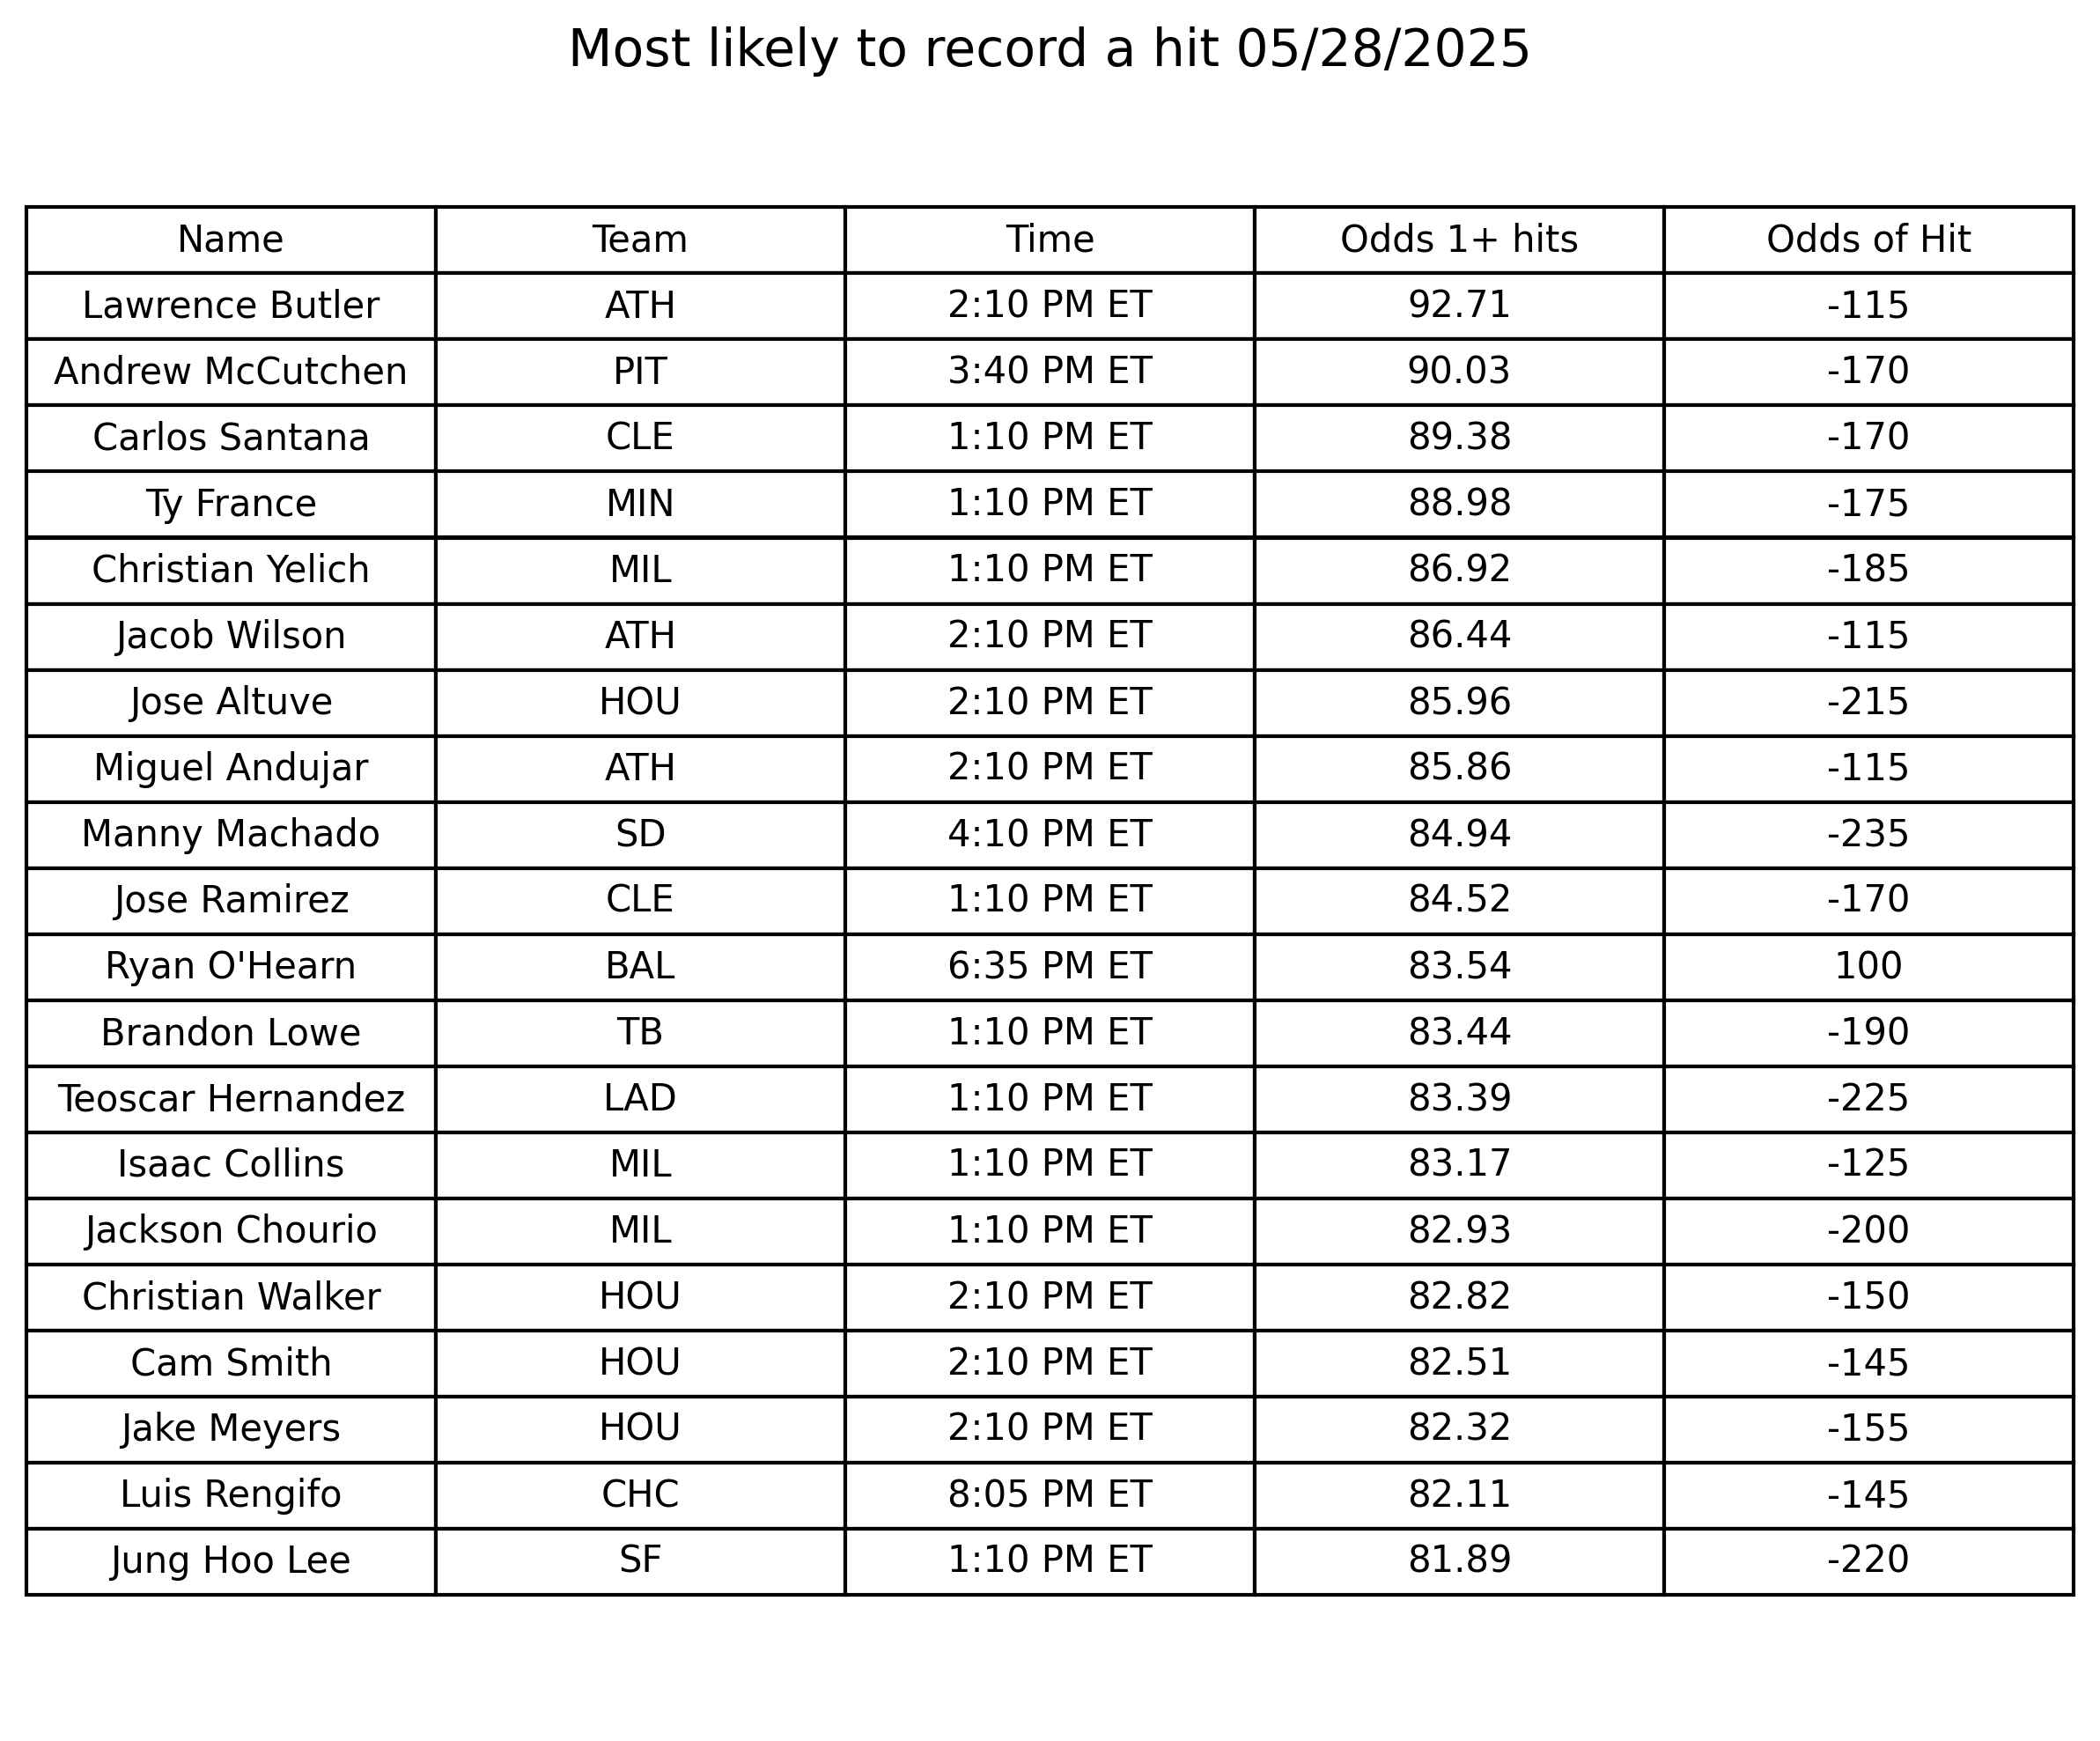 Most likely to record a hit 05/28/2025
Name Team Time Odds 1+ hits Odds of Hit
Lawrence Butler ATH 2:10 PM ET 92.71 -115
Andrew McCutchen PIT 3:40 PM ET 90.03 -170
Carlos Santana CLE 1:10 PM ET 89.38 -170
Ty France MIN 1:10 PM ET 88.98 -175
Christian Yelich MIL 1:10 PM ET 86.92 -185
Jacob Wilson ATH 2:10 PM ET 86.44 -115
Jose Altuve HOU 2:10 PM ET 85.96 -215
Miguel Andujar ATH 2:10 PM ET 85.86 -115
Manny Machado SD 4:10 PM ET 84.94 -235
Jose Ramirez CLE 1:10 PM ET 84.52 -170
Ryan O'Hearn BAL 6:35 PM ET 83.54 100
Brandon Lowe TB 1:10 PM ET 83.44 -190
Teoscar Hernandez LAD 1:10 PM ET 83.39 -225
Isaac Collins MIL 1:10 PM ET 83.17 -125
Jackson Chourio MIL 1:10 PM ET 82.93 -200
Christian Walker HOU 2:10 PM ET 82.82 -150
Cam Smith HOU 2:10 PM ET 82.51 -145
Jake Meyers HOU 2:10 PM ET 82.32 -155
Luis Rengifo CHC 8:05 PM ET 82.11 -145
Jung Hoo Lee SF 1:10 PM ET 81.89 -220